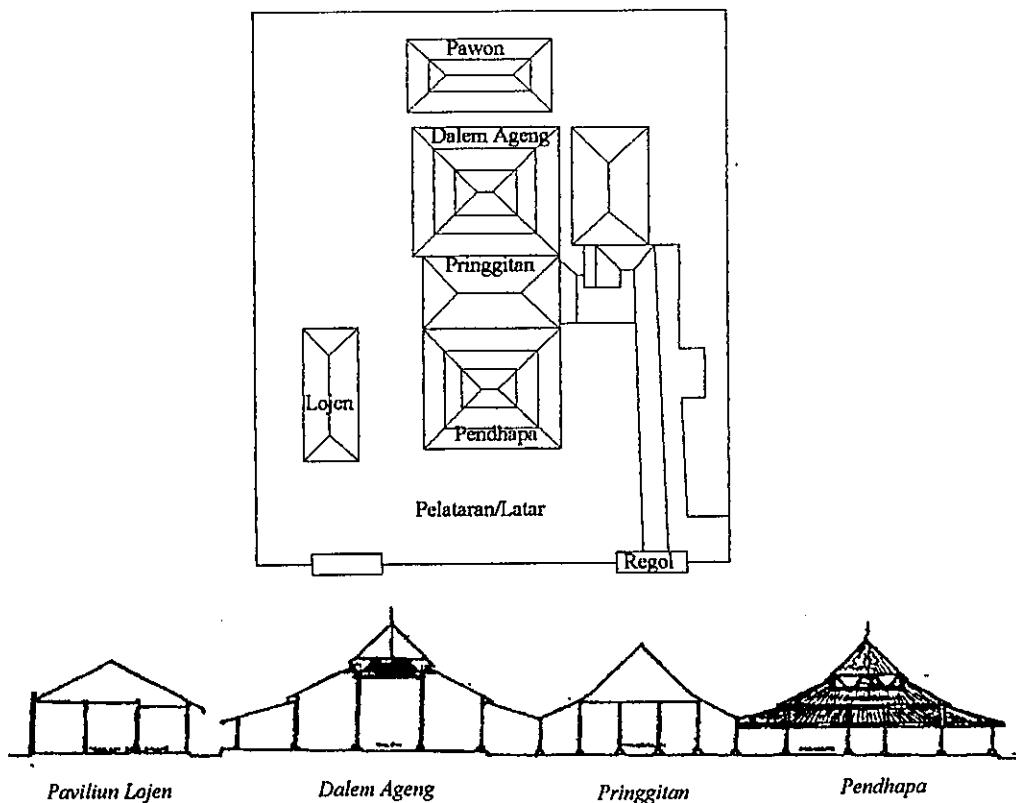 Pawon
Dalem Ageng
Pringgitan
Lojen
Pendhapa
Pelataran/Latar
Regol
Paviliun Lojen
Dalem Ageng
Pringgitan
Pendhapa